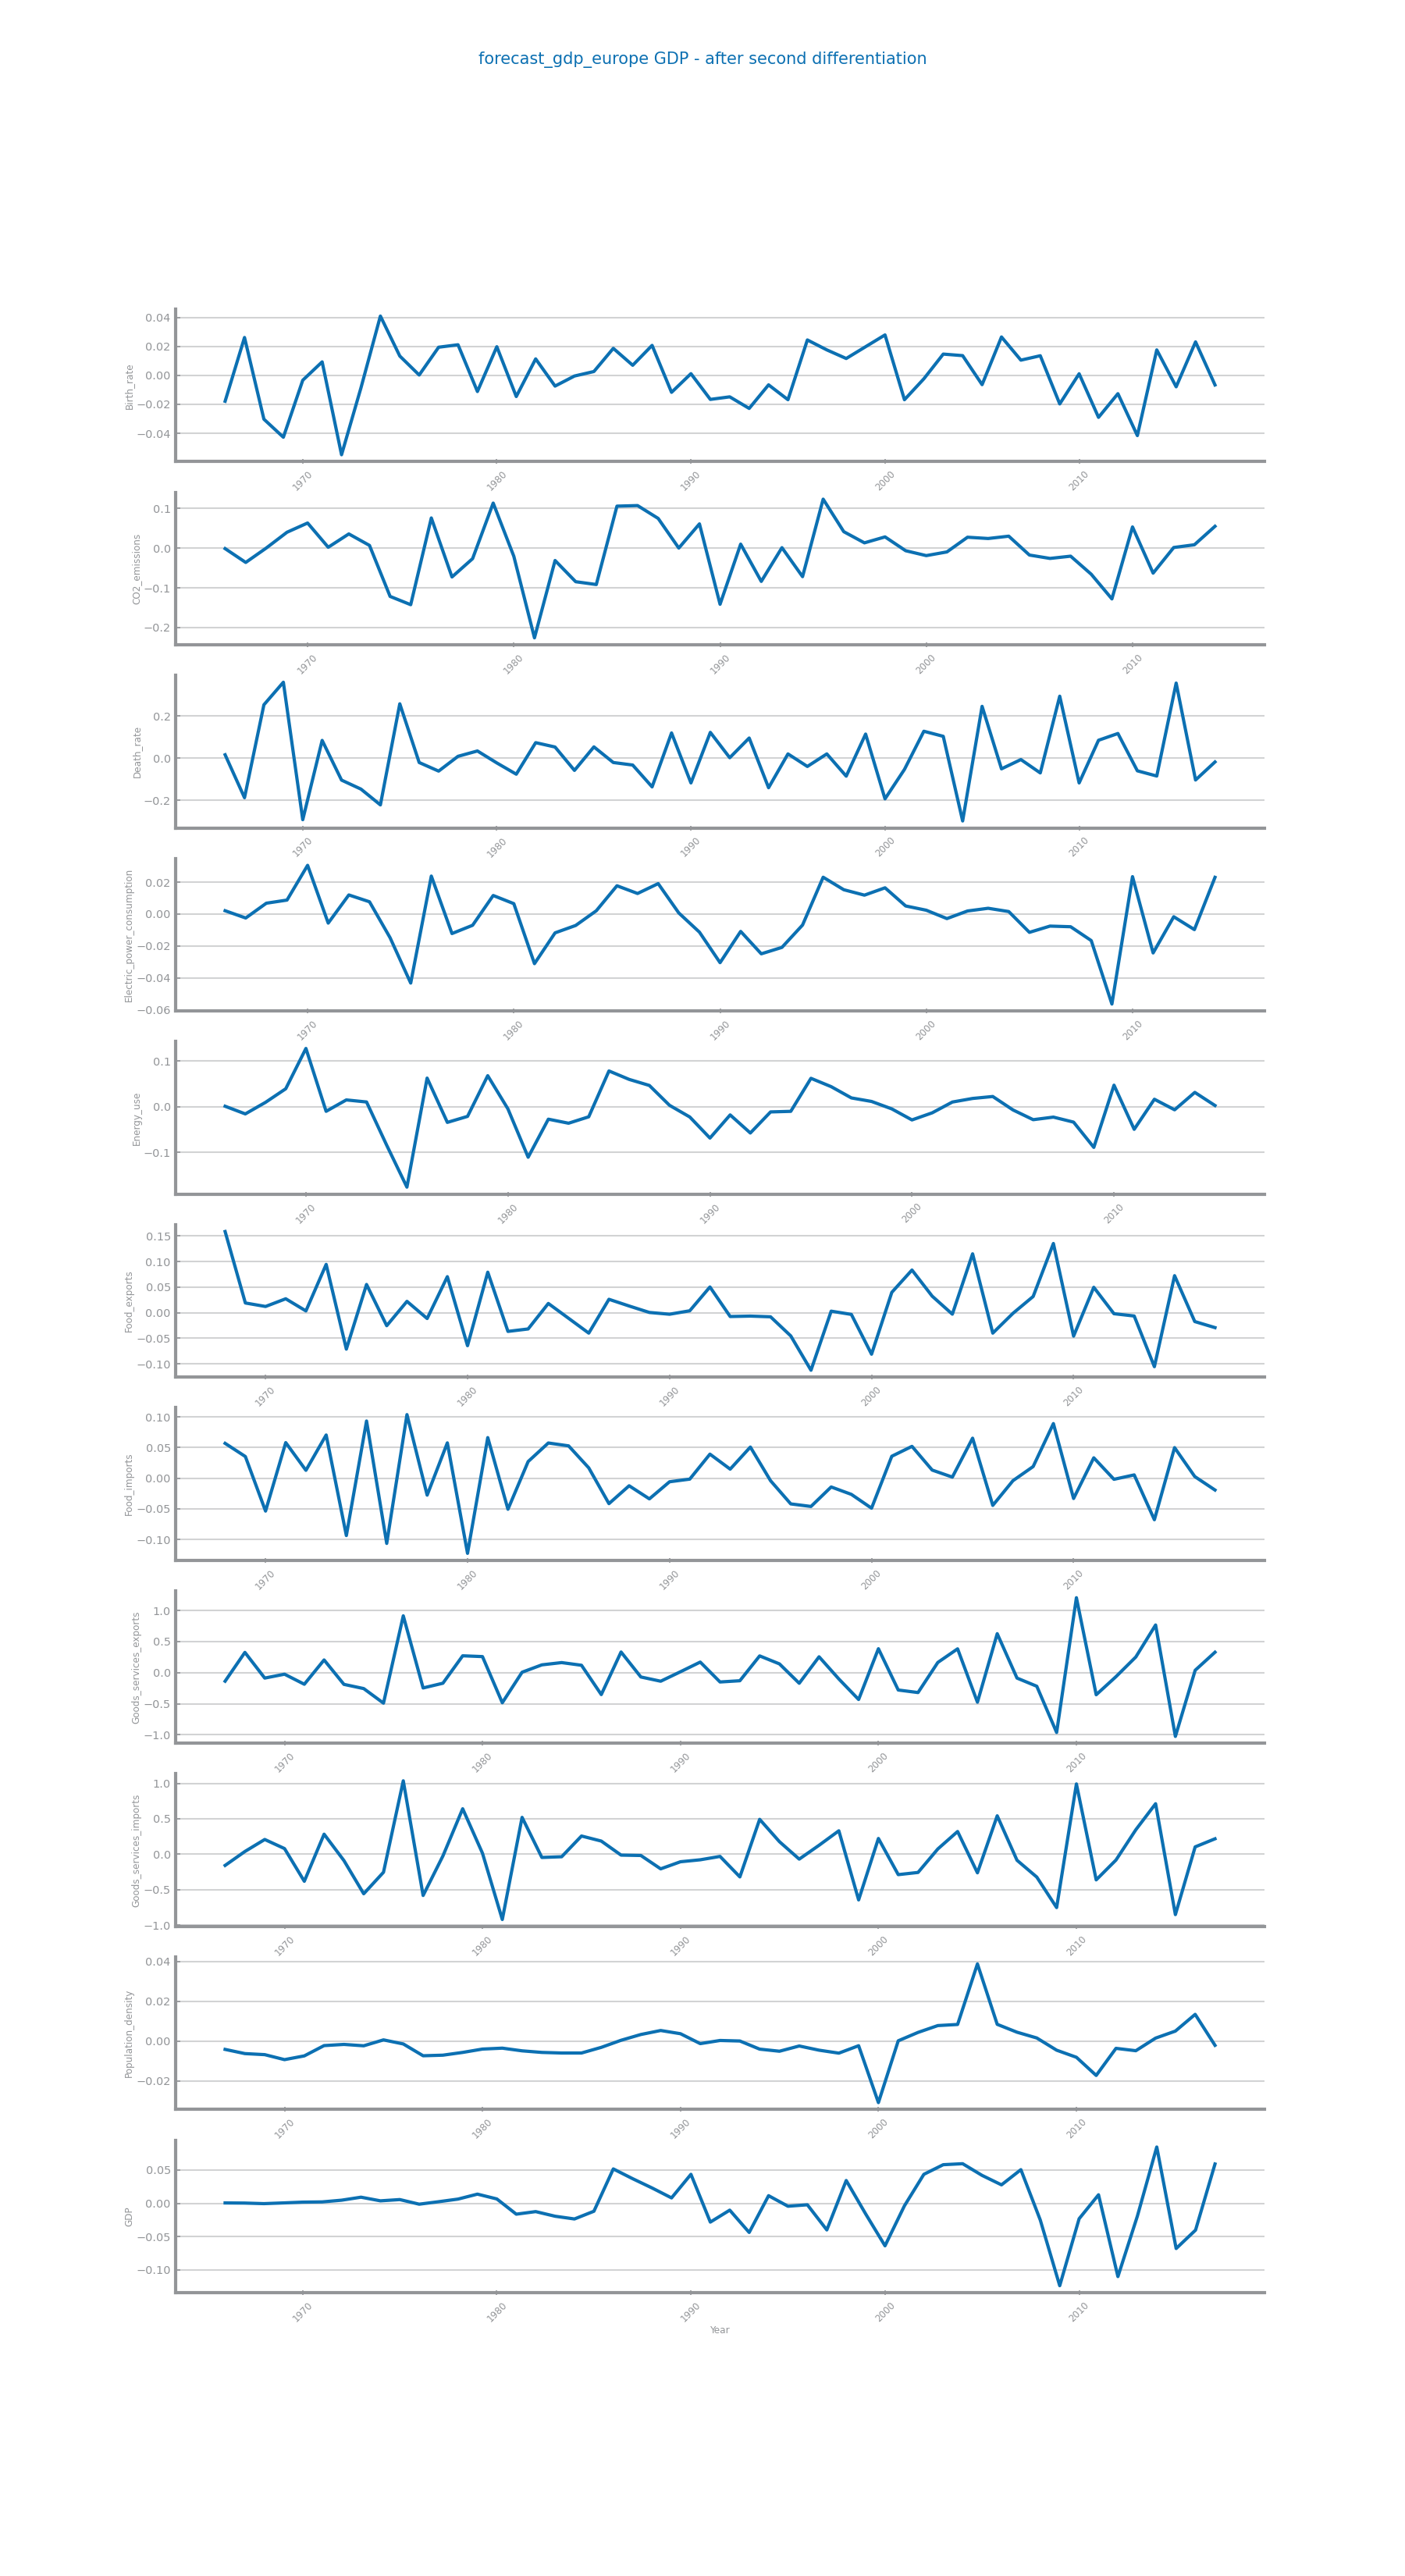 forecast_gdp_europe GDP - after second differentiation
Birth_rate
0.04
0.02
0.00
−0.02
−0.04
1970 1980 1990 2000 2010
CO2_emissions
0.1
0.0
−0.1
−0.2
1970 1980 1990 2000 2010
Death_rate
0.2
0.0
−0.2
1970 1980 1990 2000 2010
Electric_power_consumption
0.02
0.00
−0.02
−0.04
−0.06
1970 1980 1990 2000 2010
Energy_use
0.1
0.0
−0.1
1970 1980 1990 2000 2010
Food_exports
0.15
0.10
0.05
0.00
−0.05
−0.10
1970 1980 1990 2000 2010
Food_imports
0.10
0.05
0.00
−0.05
−0.10
1970 1980 1990 2000 2010
Goods_services_exports
1.0
0.5
0.0
−0.5
−1.0
1970 1980 1990 2000 2010
Goods_services_imports
1.0
0.5
0.0
−0.5
−1.0
1970 1980 1990 2000 2010
Population_density
0.04
0.02
0.00
−0.02
1970 1980 1990 2000 2010
GDP
0.05
0.00
−0.05
−0.10
1970 1980 1990 2000 2010
Year